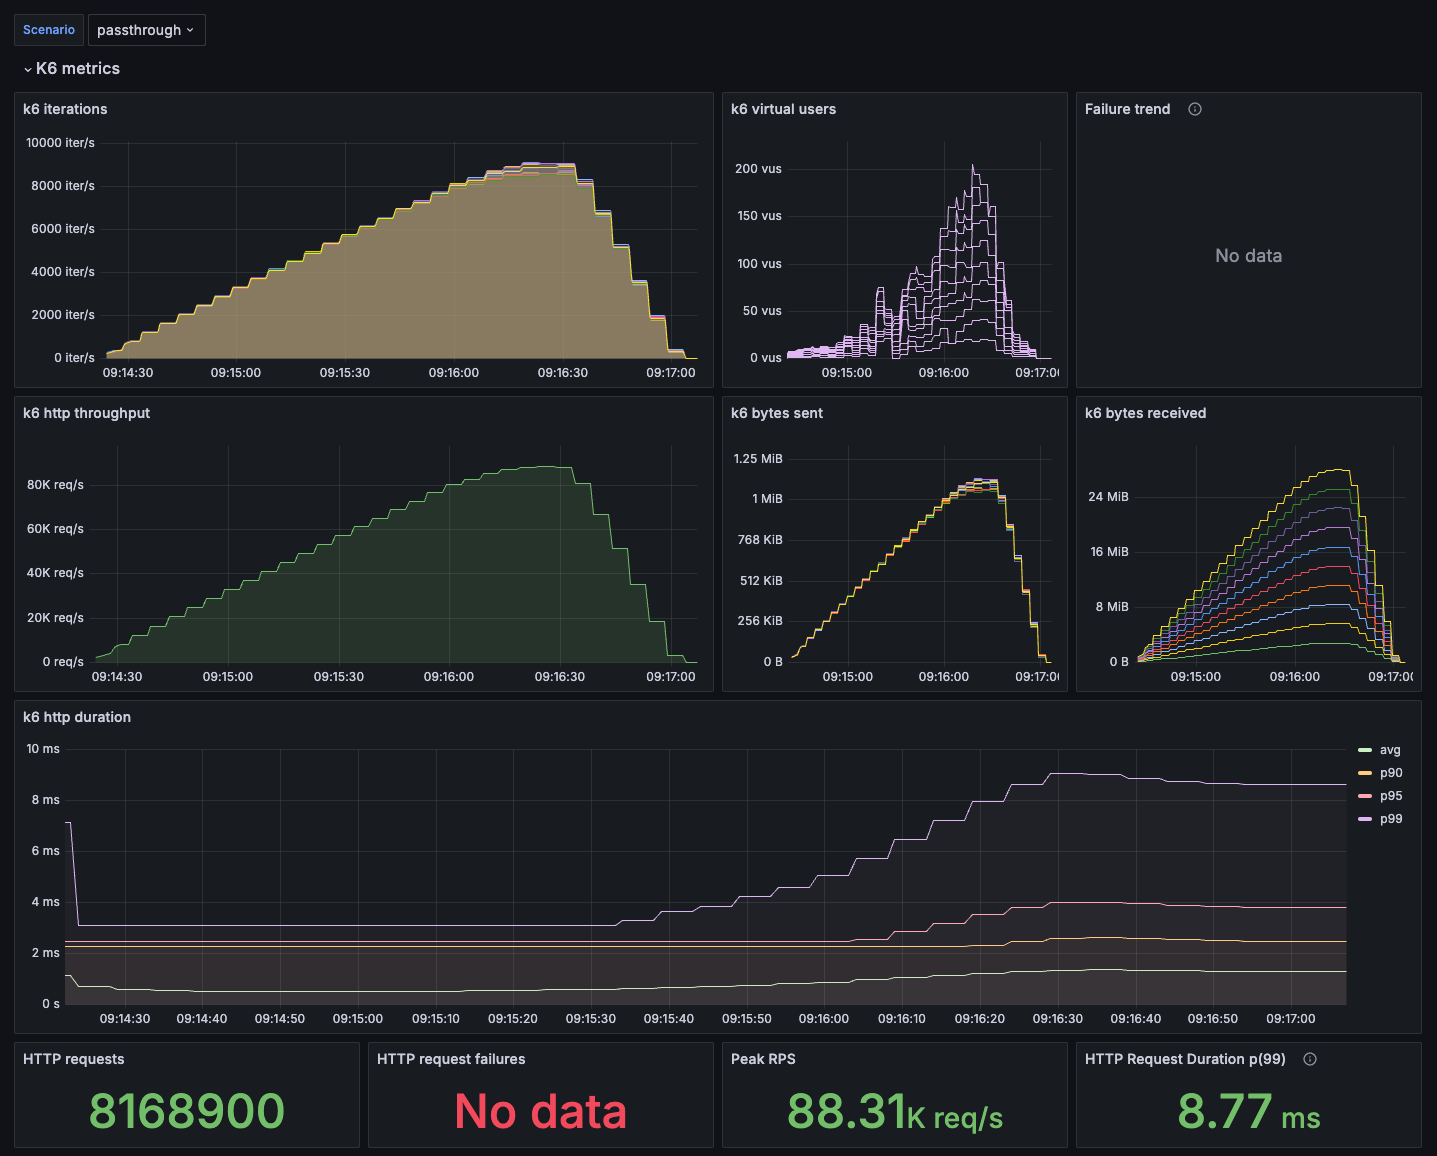 Scenario passthrough
K6 metrics
k6 iterations
10000 iter/s
8000 iter/s
6000 iter/s
4000 iter/s
2000 iter/s
0 iter/s
09:14:30 09:15:00 09:15:30 09:16:00 09:16:30 09:17:00
k6 virtual users
200 vus
150 vus
100 vus
50 vus
0 vus
09:15:00 09:16:00 09:17:00
Failure trend
No data
k6 http throughput
80K req/s
60K req/s
40K req/s
20K req/s
0 req/s
09:14:30 09:15:00 09:15:30 09:16:00 09:16:30 09:17:00
k6 bytes sent
1.25 MiB
1 MiB
768 KiB
512 KiB
256 KiB
0 B
09:15:00 09:16:00 09:17:00
k6 bytes received
24 MiB
16 MiB
8 MiB
0 B
09:15:00 09:16:00 09:17:00
k6 http duration
10 ms
8 ms
6 ms
4 ms
2 ms
0 s
09:14:30 09:14:40 09:14:50 09:15:00 09:15:10 09:15:20 09:15:30 09:15:40 09:15:50 09:16:00 09:16:10 09:16:20 09:16:30 09:16:40 09:16:50 09:17:00
avg
p90
p95
p99
HTTP requests
8168900
HTTP request failures
No data
Peak RPS
88.31K req/s
HTTP Request Duration p(99)
8.77 ms